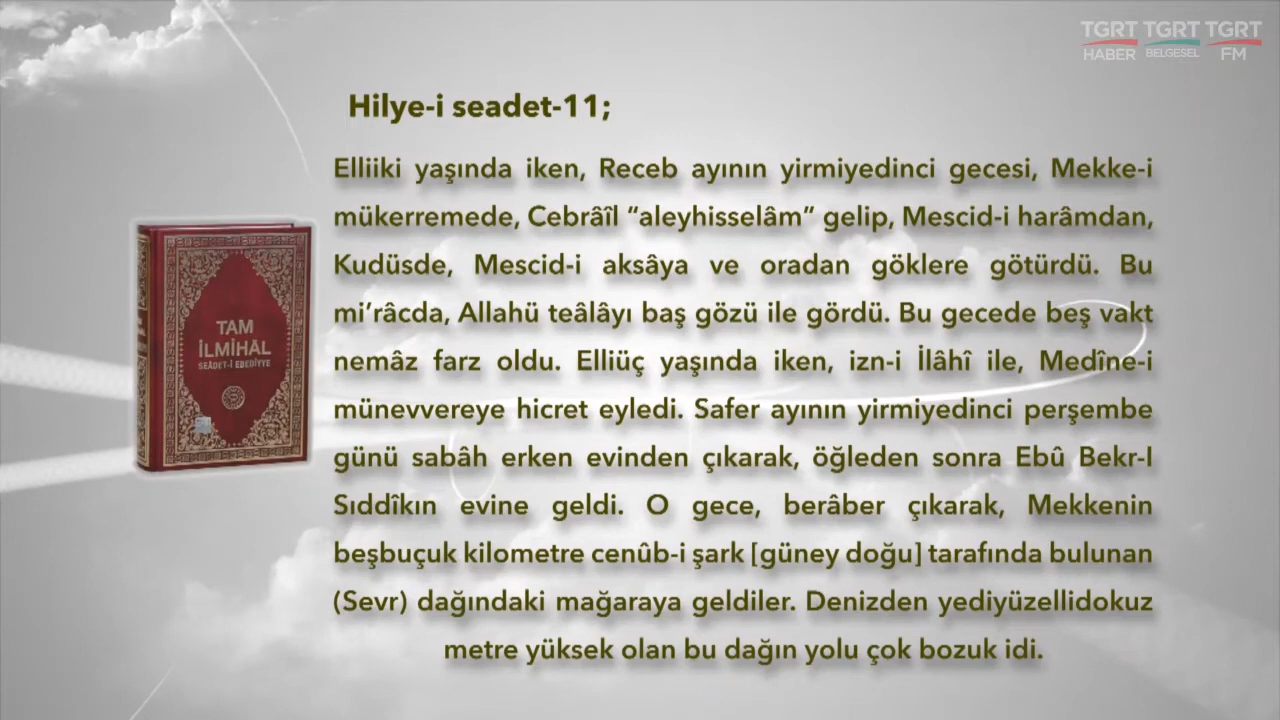 TGRT TGRT TGRT
HABER BELGESEL FM
Hilye-i seadet-11;
Elliiki yaşında iken, Receb ayının yirmiyedinci gecesi, Mekke-i
mükerremede, Cebrâîl “aleyhisselâm” gelip, Mescid-i harâmdan,
Kudüsde, Mescid-i aksâya ve oradan göklere götürdü. Bu
mi’râcda, Allahü teâlâyı baş gözü ile gördü. Bu gecede beş vakt
nemâz farz oldu. Elliüç yaşında iken, izn-i İlâhî ile, Medîne-i
münevvereye hicret eyledi. Safer ayının yirmiyedinci perşembe
günü sabâh erken evinden çıkarak, öğleden sonra Ebû Bekr-I
Sıddîkın evine geldi. O gece, berâber çıkarak, Mekkenin
beşbuçuk kilometre cenûb-i şark [güney doğu] tarafında bulunan
(Sevr) dağındaki mağaraya geldiler. Denizden yediyüzellidokuz
metre yüksek olan bu dağın yolu çok bozuk idi.
TAM
İLMİHÂL
SEÂDET-İ EBEDİYYE